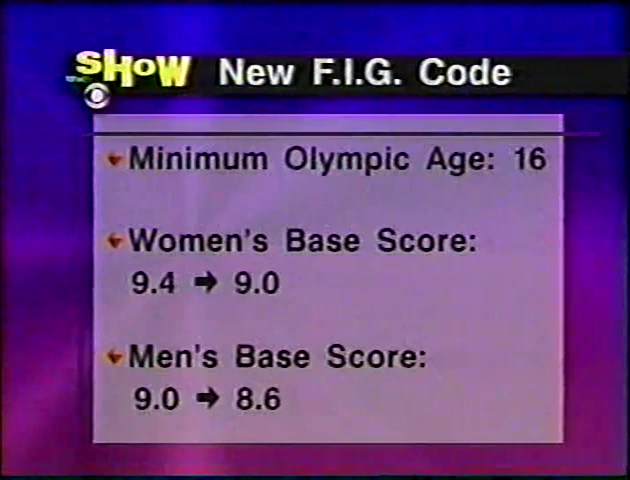 the SHoW
New F.I.G. Code
Minimum Olympic Age: 16
Women's Base Score:
9.4 ➡ 9.0
Men's Base Score:
9.0 ➡ 8.6